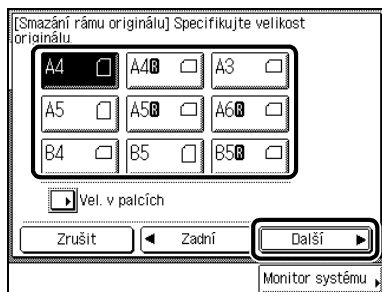 [Smazání rámu originálu] Specifikujte velikost
originálu.
A4 A4R A3
A5 A5R A6R
B4 B5 B5R
Vel. v palcích
Zrušit Zadní Další
Monitor systému